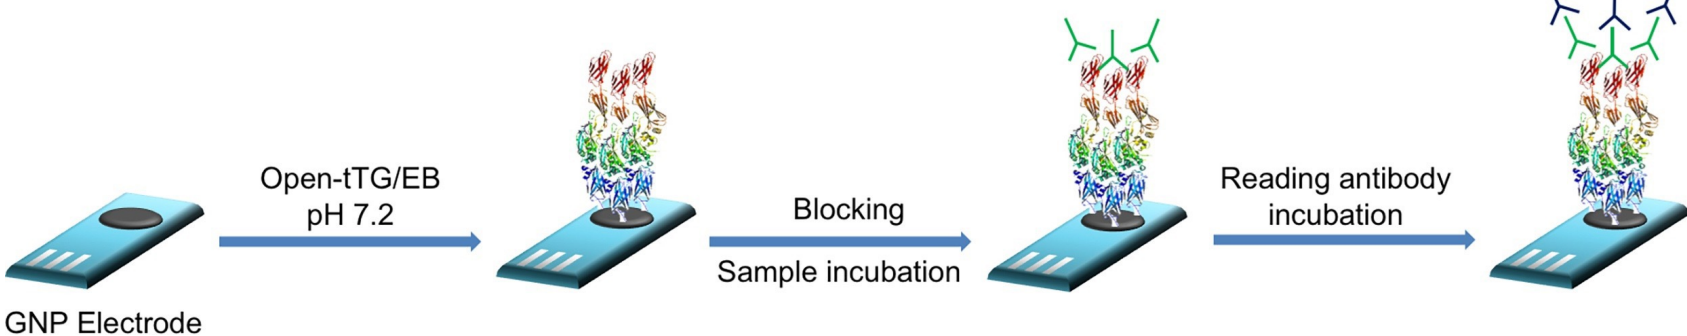 Open-tTG/EB
pH 7.2
Blocking
Sample incubation
Reading antibody
incubation
GNP Electrode